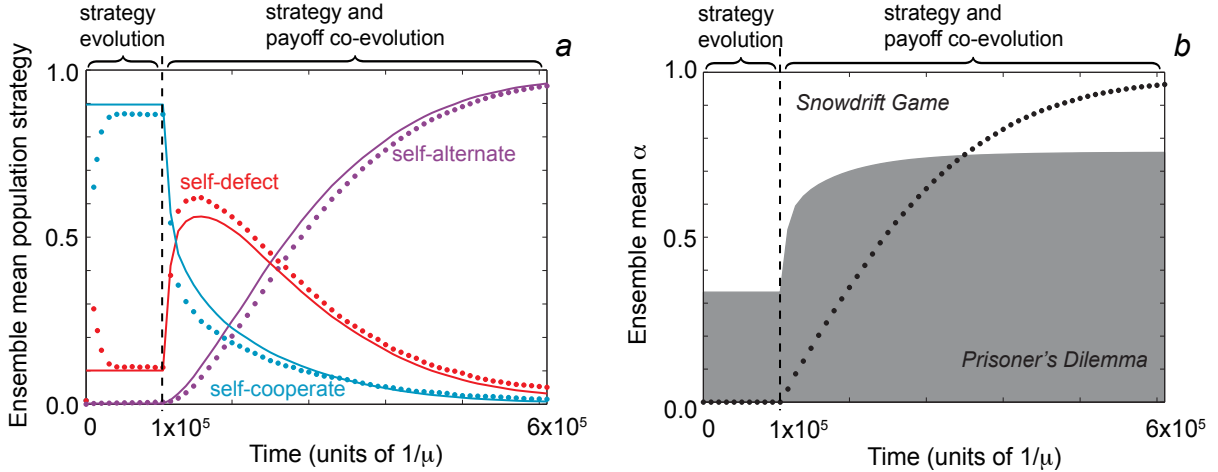 strategy
evolution
strategy and
payoff co-evolution
a
Ensemble mean population strategy
1.0
0.5
0.0
self-alternate
self-defect
self-cooperate
0
1x10⁵
6x10⁵
Time (units of 1/μ)
strategy
evolution
strategy and
payoff co-evolution
b
Ensemble mean α
1.0
0.5
0.0
Snowdrift Game
Prisoner's Dilemma
0
1x10⁵
6x10⁵
Time (units of 1/μ)